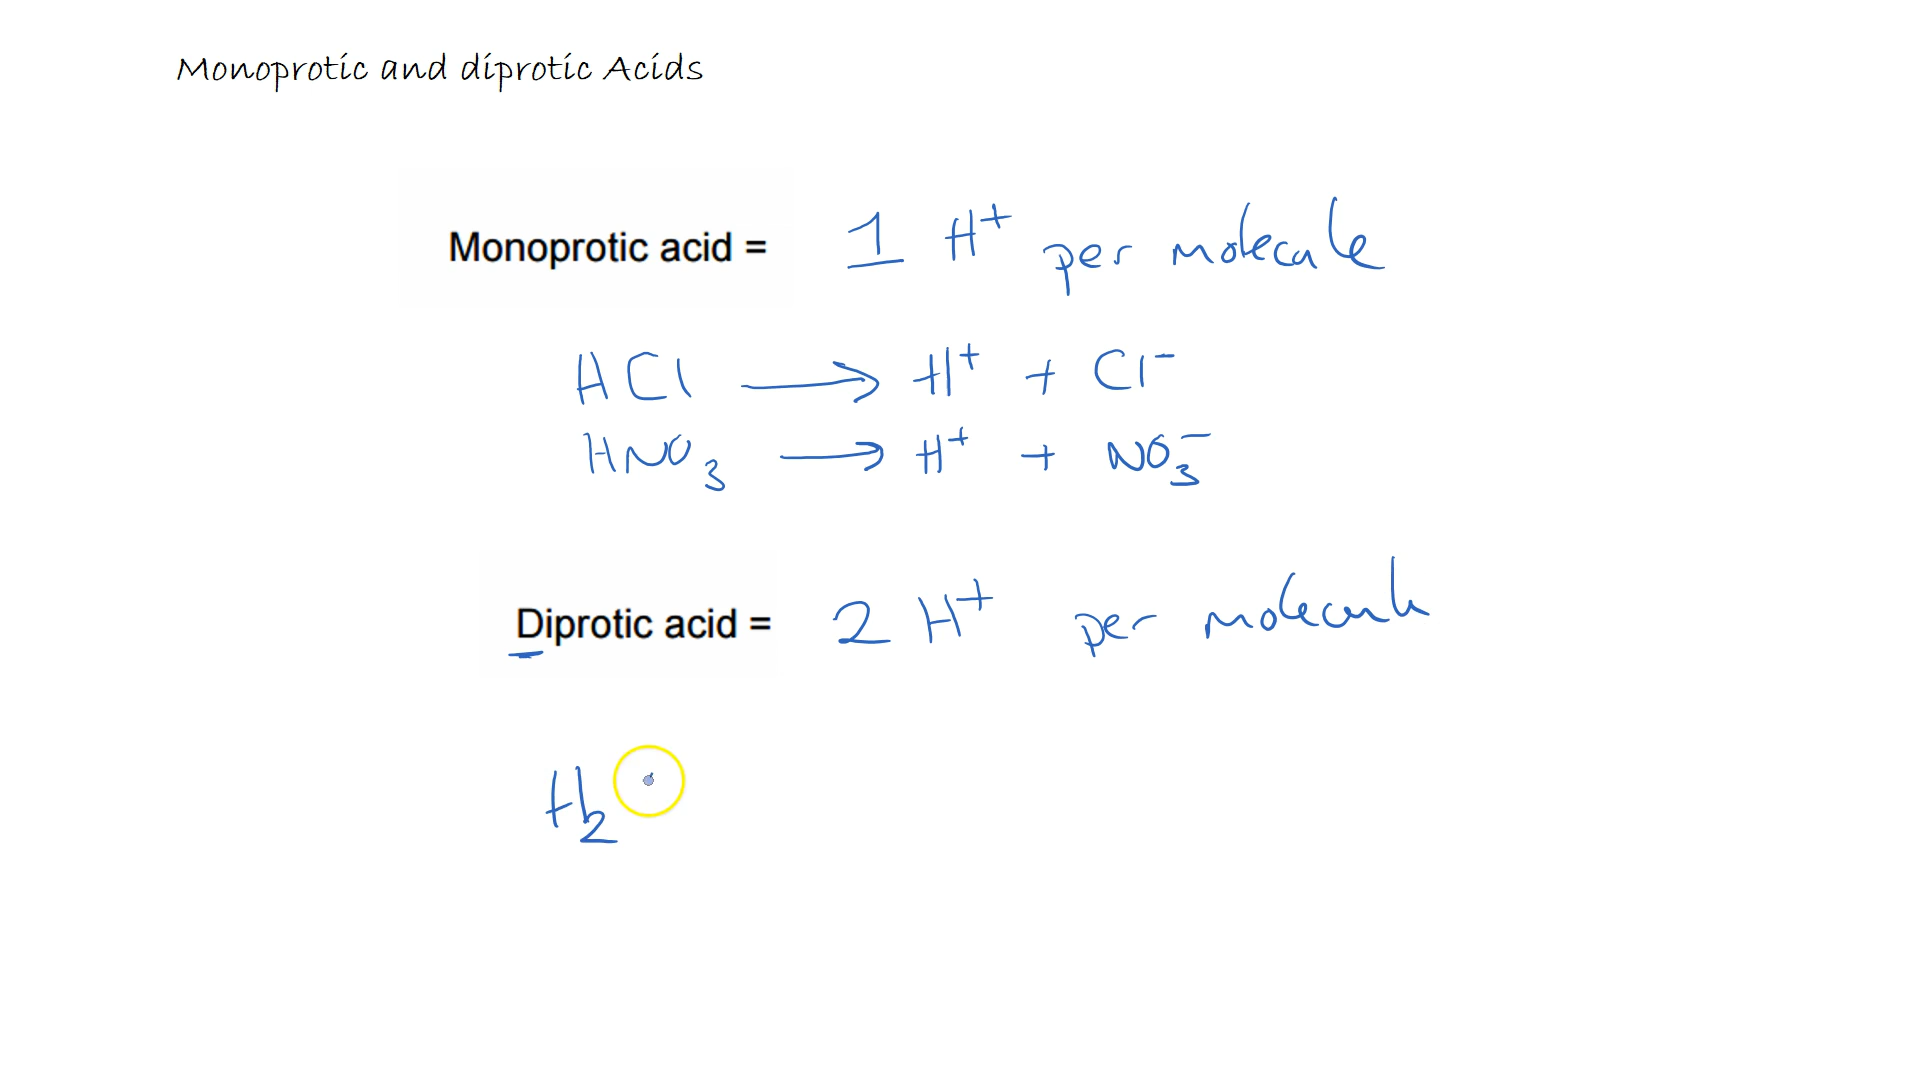 Monoprotic and diprotic Acids
Monoprotic acid = 1 H⁺ per molecule
HCl → H⁺ + Cl⁻
HNO₃ → H⁺ + NO₃⁻
Diprotic acid = 2 H⁺ per molecule
H₂